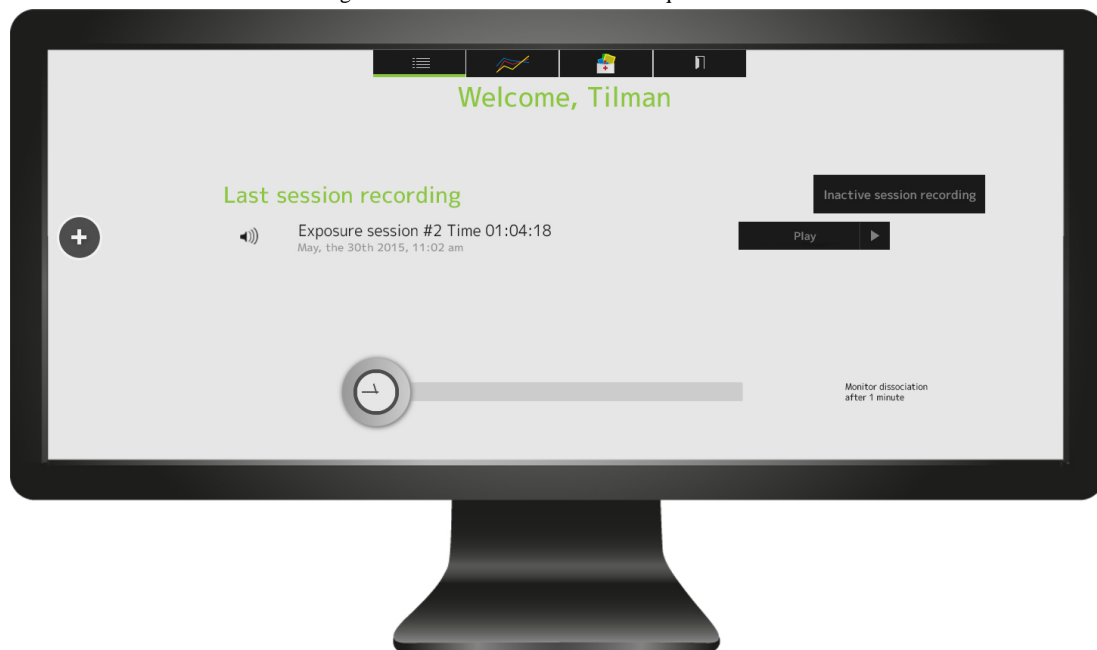 Welcome, Tilman
Last session recording
Inactive session recording
Exposure session #2 Time 01:04:18
May, the 30th 2015, 11:02 am
Play
Monitor dissociation
after 1 minute